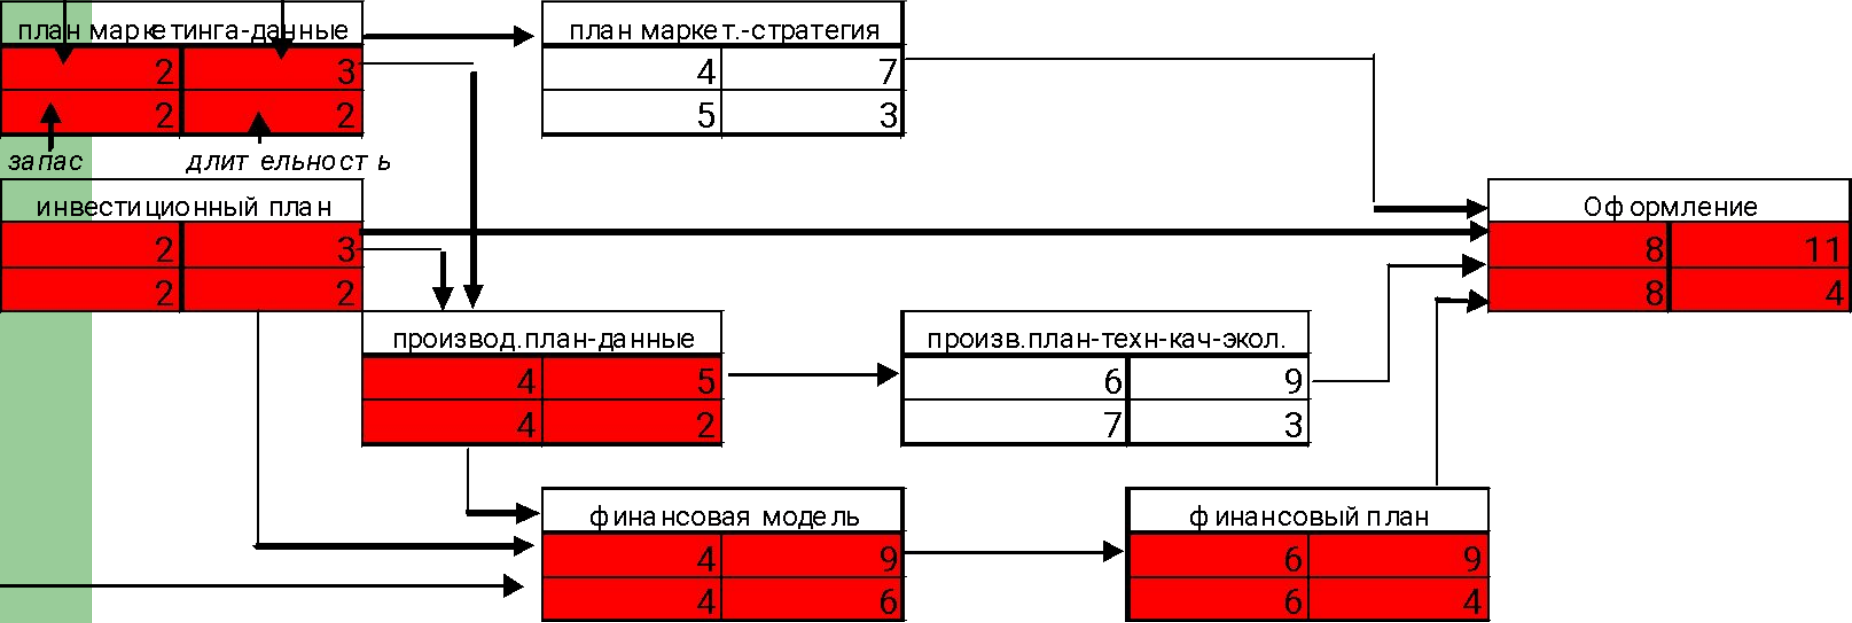 план маркетинга-данные
2 3
2 2
план маркет.-стратегия
4 7
5 3
запас длительность
инвестиционный план
2 3
2 2
Оформление
8 11
8 4
производ.план-данные
4 5
4 2
произв.план-техн-кач-экол.
6 9
7 3
финансовая модель
4 9
4 6
финансовый план
6 9
6 4